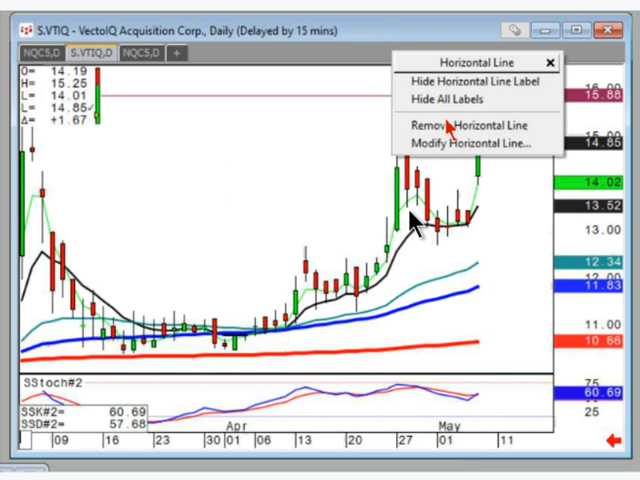 S.VTIQ - VectoIQ Acquisition Corp., Daily (Delayed by 15 mins)
NQC5,D S.VTIQ,D NQC5,D +
O= 14.19
H= 15.25
L= 14.01
L= 14.85
Δ= +1.67
Horizontal Line
Hide Horizontal Line Label
Hide All Labels
Remove Horizontal Line
Modify Horizontal Line...
15.88
14.85
14.02
13.52
13.00
12.34
12.00
11.83
11.00
10.66
SStoch#2
SSK#2= 60.69
SSD#2= 57.68
75
60.69
25
Apr May
09 16 23 30 01 06 13 20 27 01 11